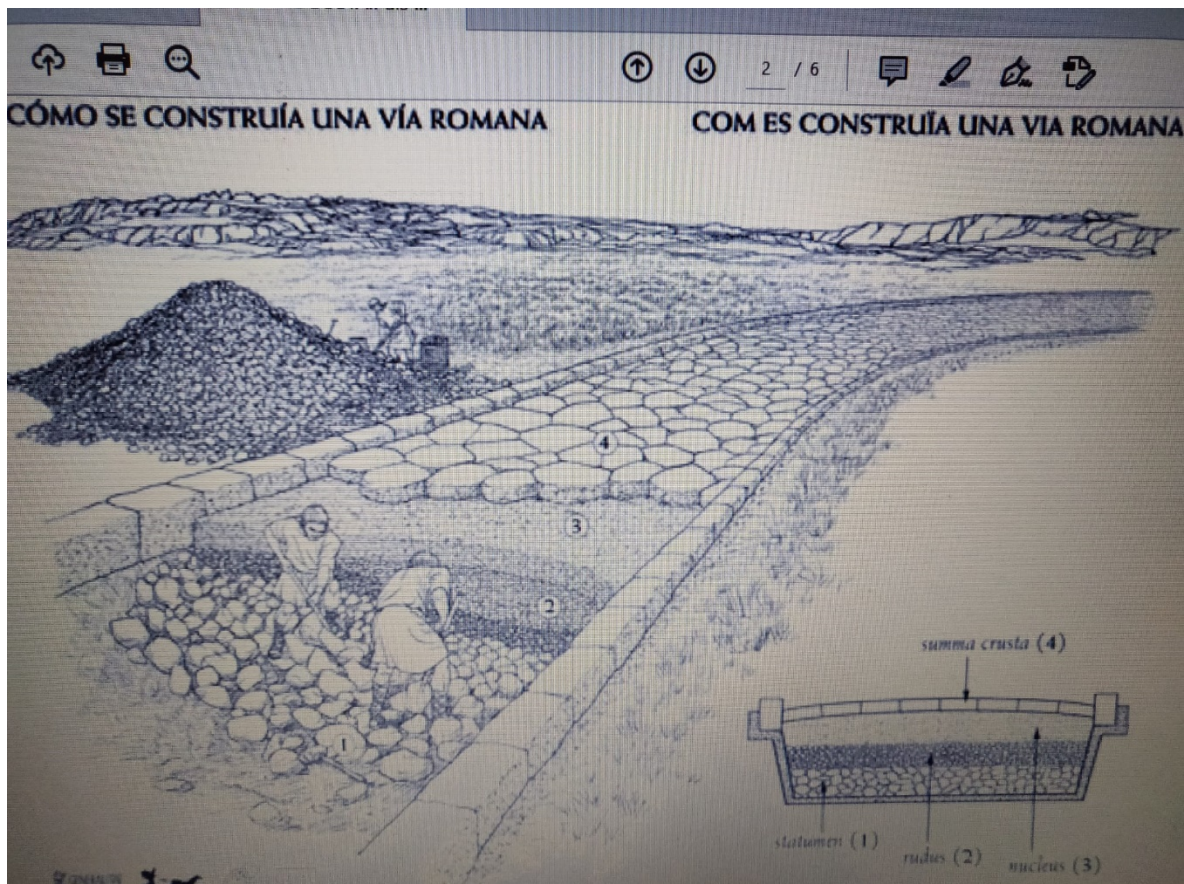 2 / 6
CÓMO SE CONSTRUÍA UNA VÍA ROMANA
COM ES CONSTRUÏA UNA VIA ROMANA
4
3
2
1
summa crusta (4)
statumen (1)
rudus (2)
nucleus (3)